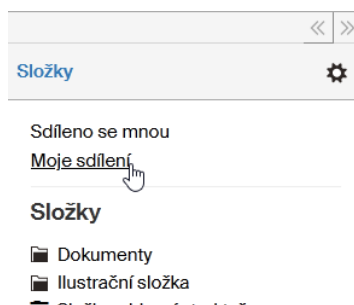 Složky
Sdíleno se mnou
Moje sdílení
Složky
Dokumenty
Ilustrační složka